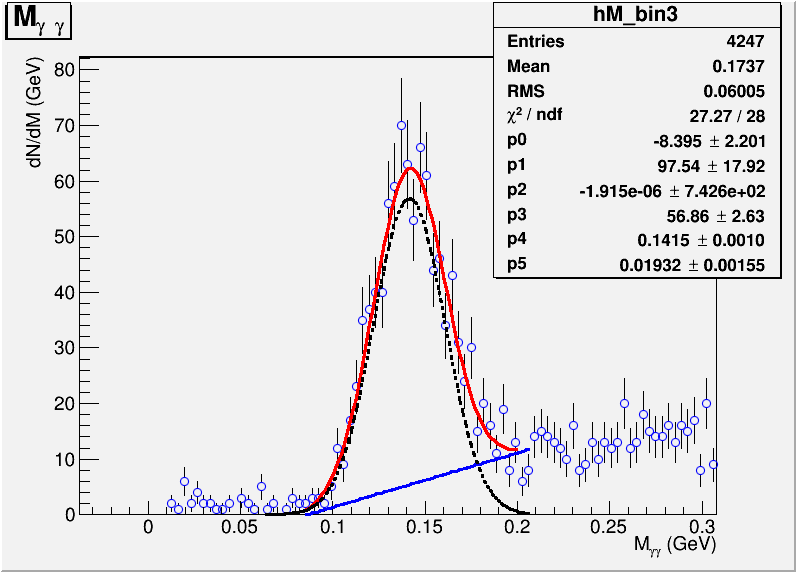 Mγ γ
hM_bin3
Entries 4247
Mean 0.1737
RMS 0.06005
χ² / ndf 27.27 / 28
p0 -8.395 ± 2.201
p1 97.54 ± 17.92
p2 -1.915e-06 ± 7.426e+02
p3 56.86 ± 2.63
p4 0.1415 ± 0.0010
p5 0.01932 ± 0.00155
dN/dM (GeV)
80
70
60
50
40
30
20
10
0
0 0.05 0.1 0.15 0.2 0.25 0.3
Mγγ (GeV)